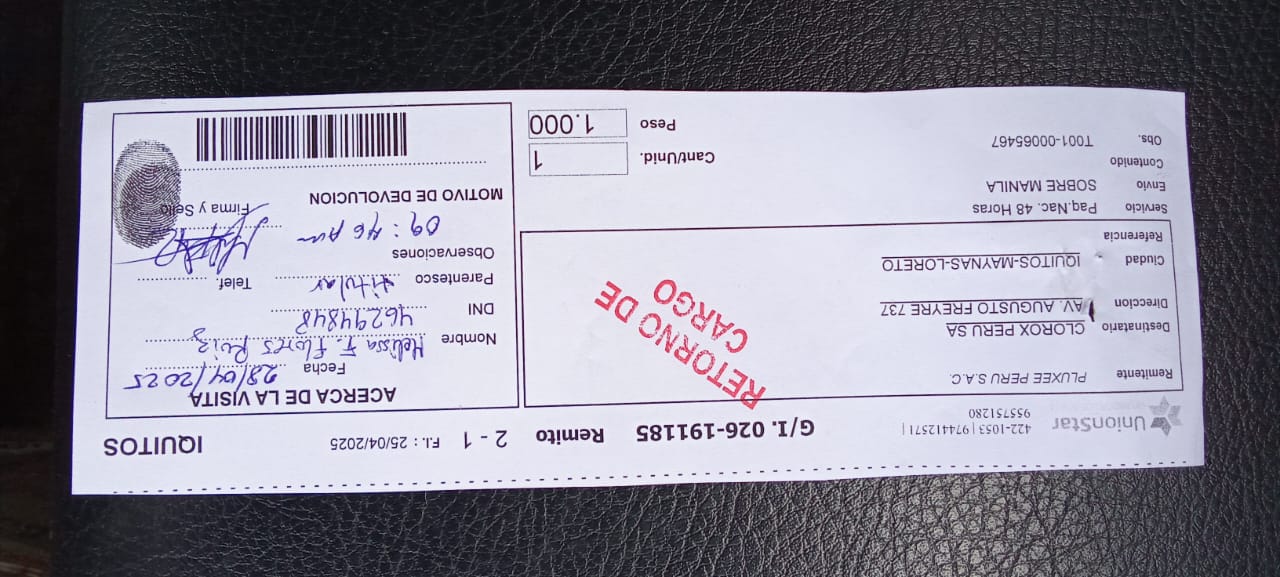 UnionStar
422-1053 | 974412571 |
955751280
G/I. 026-191185 Remito 2 - 1 F.I. : 25/04/2025 IQUITOS
Remitente PLUXEE PERU S.A.C.
Destinatario CLOROX PERU SA
Direccion AV. AUGUSTO FREYRE 737
Ciudad IQUITOS-MAYNAS-LORETO
Referencia
RETORNO DE
CARGO
Servicio Paq.Nac. 48 Horas
Envio SOBRE MANILA
Contenido
Obs. T001-00065467
Cant/Unid. 1
Peso 1.000
ACERCA DE LA VISITA
Fecha 28/04/2025
Nombre Melissa F. Flores Ruiz
DNI 46294848
Parentesco titular Telef.
Observaciones
09:46 am
Firma y Sello
MOTIVO DE DEVOLUCION